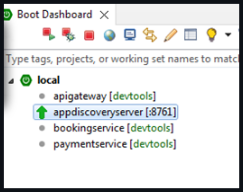 Boot Dashboard
Type tags, projects, or working set names to matc
local
apigateway [devtools]
appdiscoveryserver [:8761]
bookingservice [devtools]
paymentservice [devtools]